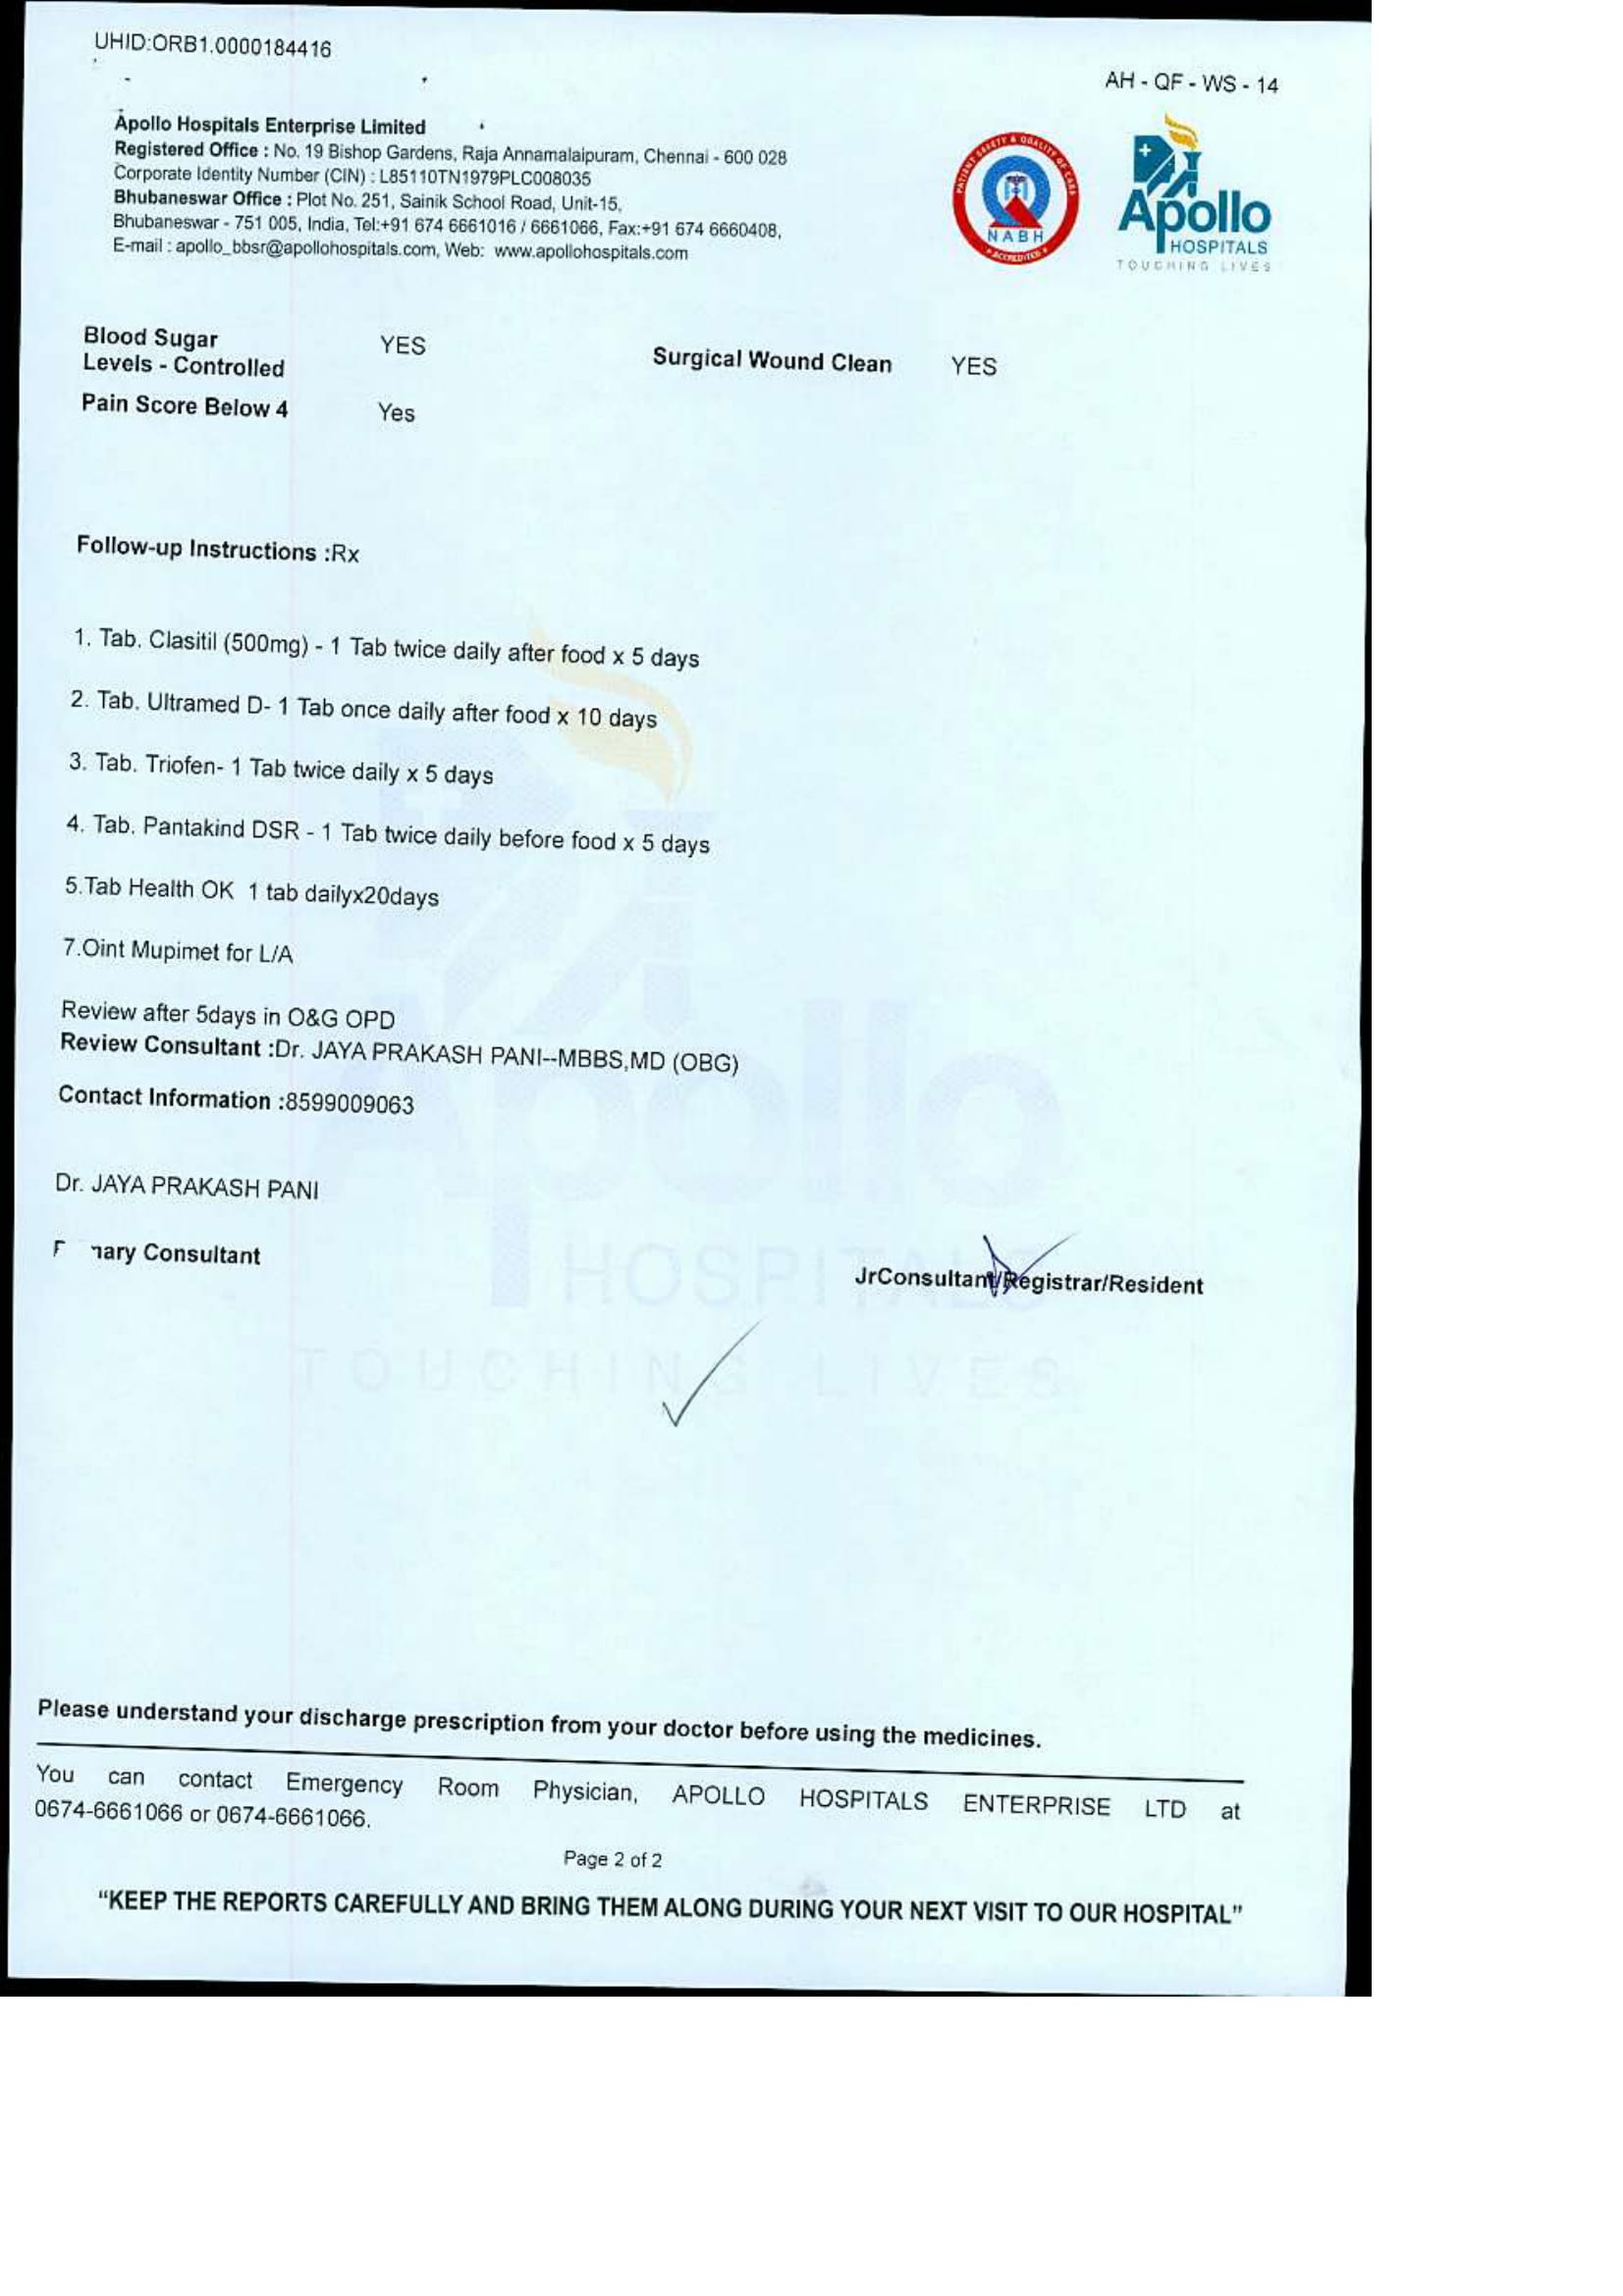 UHID:ORB1.0000184416
AH - QF - WS - 14
Apollo Hospitals Enterprise Limited
Registered Office : No. 19 Bishop Gardens, Raja Annamalaipuram, Chennai - 600 028
Corporate Identity Number (CIN) : L85110TN1979PLC008035
Bhubaneswar Office : Plot No. 251, Sainik School Road, Unit-15,
Bhubaneswar - 751 005, India, Tel:+91 674 6661016 / 6661066, Fax:+91 674 6660408,
E-mail : apollo_bbsr@apollohospitals.com, Web: www.apollohospitals.com
PATIENT SAFETY & QUALITY OF CARE
NABH
ACCREDITED
Apollo
HOSPITALS
TOUCHING LIVES
Blood Sugar
Levels - Controlled YES
Surgical Wound Clean YES
Pain Score Below 4 Yes
Follow-up Instructions :Rx
1. Tab. Clasitil (500mg) - 1 Tab twice daily after food x 5 days
2. Tab. Ultramed D- 1 Tab once daily after food x 10 days
3. Tab. Triofen- 1 Tab twice daily x 5 days
4. Tab. Pantakind DSR - 1 Tab twice daily before food x 5 days
5.Tab Health OK 1 tab dailyx20days
7.Oint Mupimet for L/A
Review after 5days in O&G OPD
Review Consultant :Dr. JAYA PRAKASH PANI--MBBS,MD (OBG)
Contact Information :8599009063
Dr. JAYA PRAKASH PANI
Consultant
JrConsultant/Registrar/Resident
Apollo
HOSPITALS
TOUCHING LIVES
Please understand your discharge prescription from your doctor before using the medicines.
You can contact Emergency Room Physician, APOLLO HOSPITALS ENTERPRISE LTD at
0674-6661066 or 0674-6661066.
Page 2 of 2
“KEEP THE REPORTS CAREFULLY AND BRING THEM ALONG DURING YOUR NEXT VISIT TO OUR HOSPITAL”